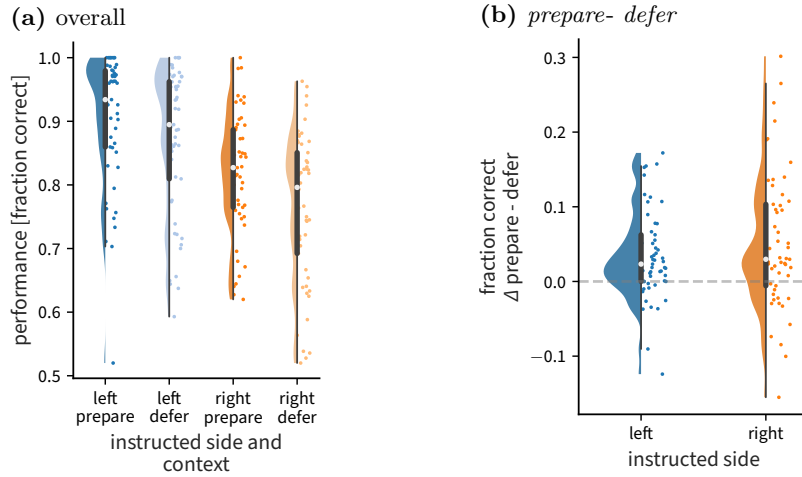 (a) overall
performance [fraction correct]
1.0
0.9
0.8
0.7
0.6
0.5
left
prepare
left
defer
right
prepare
right
defer
instructed side and
context
(b) prepare- defer
fraction correct
Δ prepare - defer
0.3
0.2
0.1
0.0
−0.1
left
right
instructed side